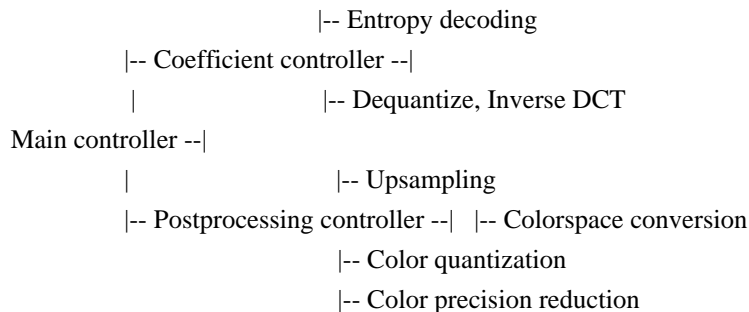 |-- Entropy decoding
|-- Coefficient controller --|
| |-- Dequantize, Inverse DCT
Main controller --|
| |-- Upsampling
|-- Postprocessing controller --| |-- Colorspace conversion
|-- Color quantization
|-- Color precision reduction